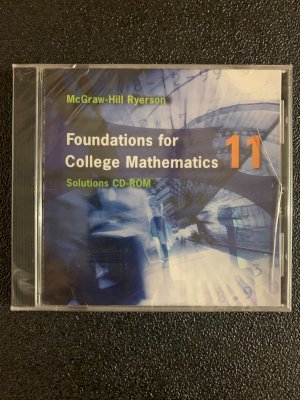 McGraw-Hill Ryerson
Foundations for
College Mathematics 11
Solutions CD-ROM